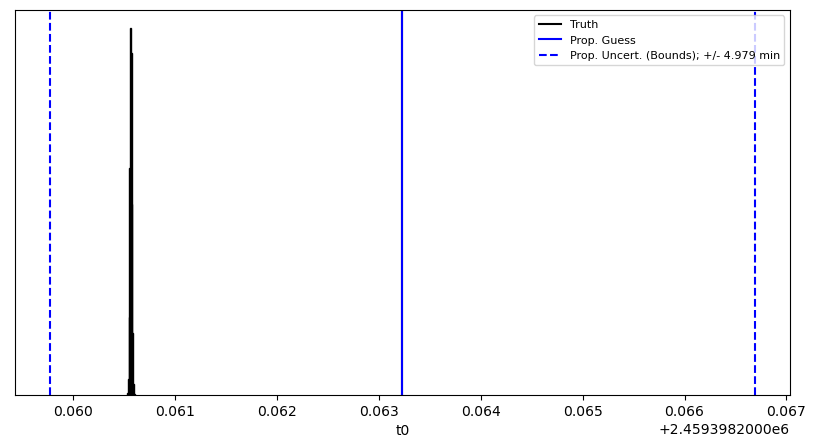 Truth
Prop. Guess
Prop. Uncert. (Bounds); +/- 4.979 min
0.060 0.061 0.062 0.063 0.064 0.065 0.066 0.067
t0
+2.4593982000e6